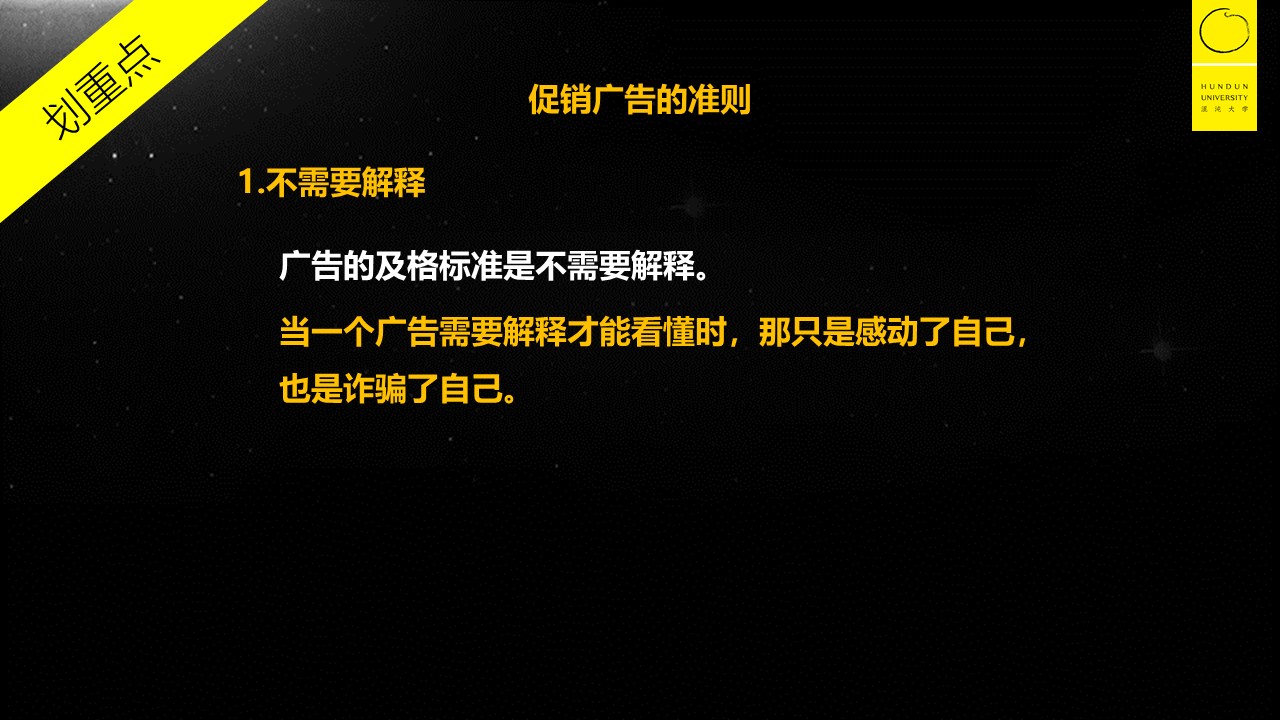 划重点
HUNDUN
UNIVERSITY
混沌大学
促销广告的准则
1.不需要解释
广告的及格标准是不需要解释。
当一个广告需要解释才能看懂时，那只是感动了自己，
也是诈骗了自己。